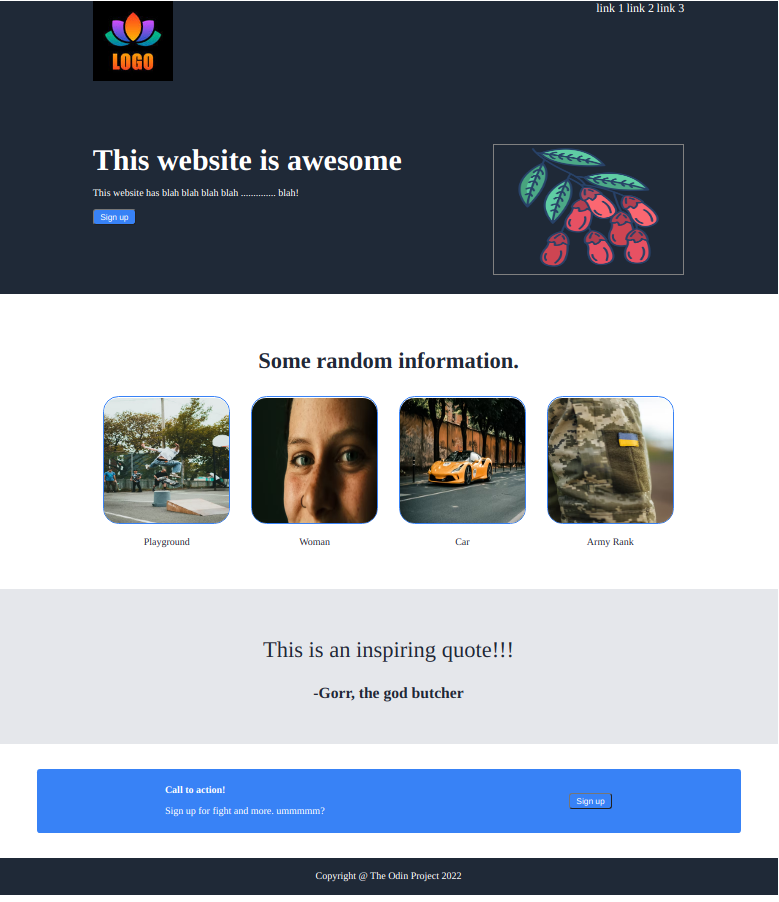 LOGO
link 1 link 2 link 3
This website is awesome
This website has blah blah blah blah ............. blah!
Sign up
Some random information.
Playground
Woman
Car
Army Rank
This is an inspiring quote!!!
-Gorr, the god butcher
Call to action!
Sign up for fight and more. ummmmm?
Sign up
Copyright @ The Odin Project 2022